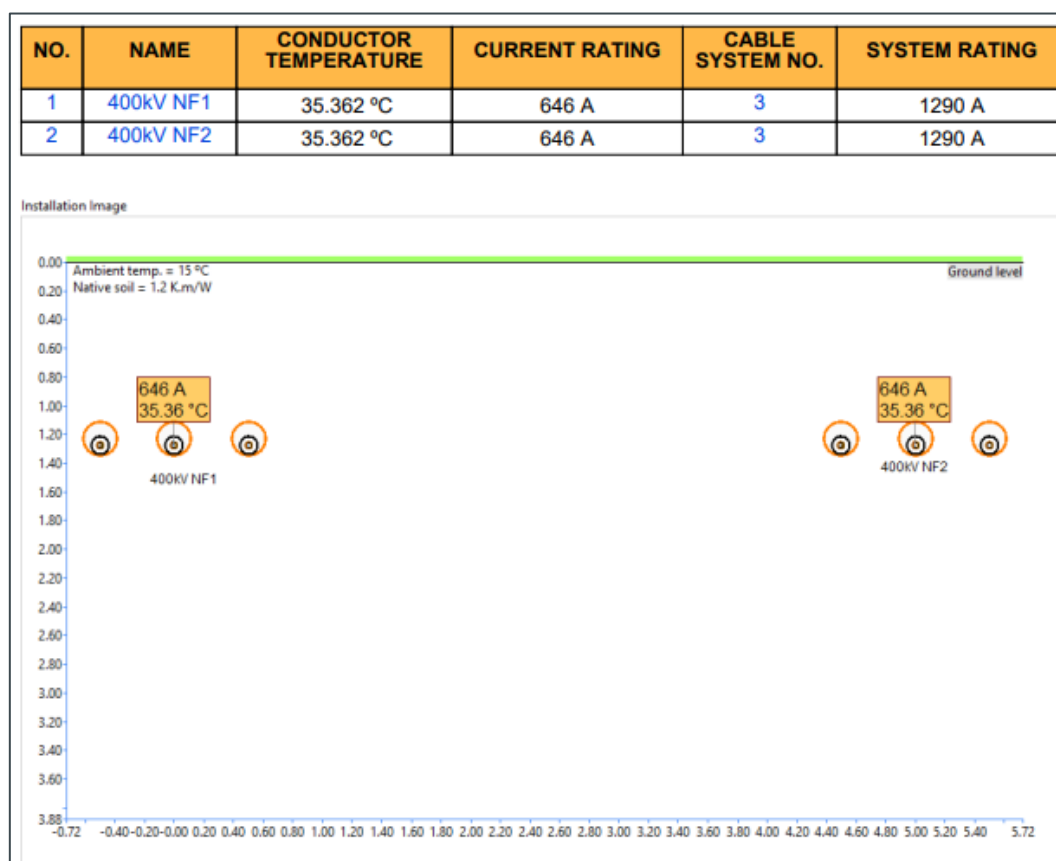 NO. NAME CONDUCTOR TEMPERATURE CURRENT RATING CABLE SYSTEM NO. SYSTEM RATING
1 400kV NF1 35.362 ºC 646 A 3 1290 A
2 400kV NF2 35.362 ºC 646 A 3 1290 A
Installation Image
0.00
Ambient temp. = 15 ºC
Ground level
Native soil = 1.2 K.m/W
0.20
0.40
0.60
0.80
646 A
35.36 °C
646 A
35.36 °C
1.00
1.20
1.40
400kV NF1
400kV NF2
1.60
1.80
2.00
2.20
2.40
2.60
2.80
3.00
3.20
3.40
3.60
3.88
-0.72 -0.40 -0.20 -0.00 0.20 0.40 0.60 0.80 1.00 1.20 1.40 1.60 1.80 2.00 2.20 2.40 2.60 2.80 3.00 3.20 3.40 3.60 3.80 4.00 4.20 4.40 4.60 4.80 5.00 5.20 5.40 5.72